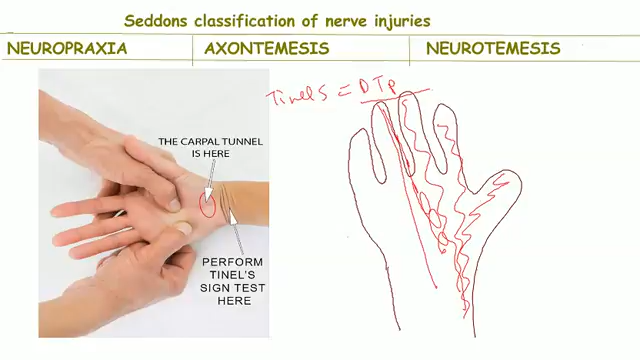 Seddons classification of nerve injuries
NEUROPRAXIA AXONTEMESIS NEUROTEMESIS
Tinels = DTP
THE CARPAL TUNNEL
IS HERE
PERFORM
TINEL'S
SIGN TEST
HERE